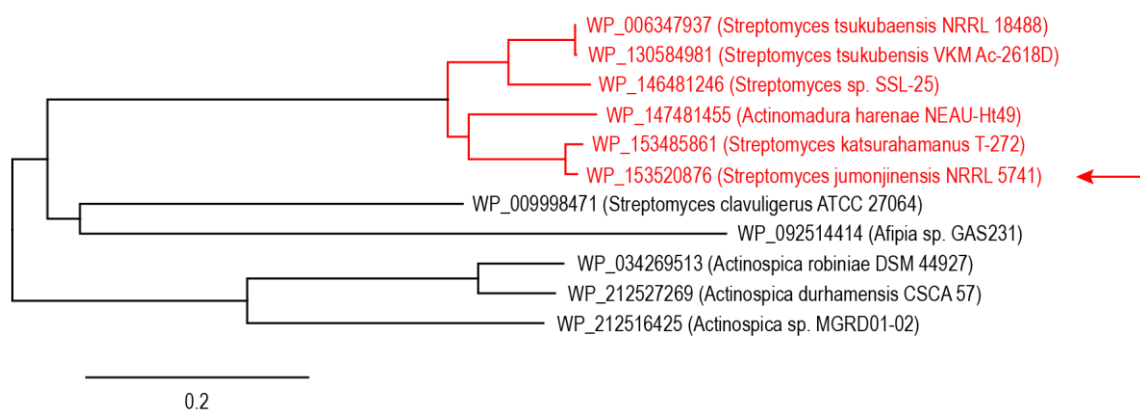 WP_006347937 (Streptomyces tsukubaensis NRRL 18488)
WP_130584981 (Streptomyces tsukubensis VKM Ac-2618D)
WP_146481246 (Streptomyces sp. SSL-25)
WP_147481455 (Actinomadura harenae NEAU-Ht49)
WP_153485861 (Streptomyces katsurahamanus T-272)
WP_153520876 (Streptomyces jumonjinensis NRRL 5741)
WP_009998471 (Streptomyces clavuligerus ATCC 27064)
WP_092514414 (Afipia sp. GAS231)
WP_034269513 (Actinospica robiniae DSM 44927)
WP_212527269 (Actinospica durhamensis CSCA 57)
WP_212516425 (Actinospica sp. MGRD01-02)
0.2